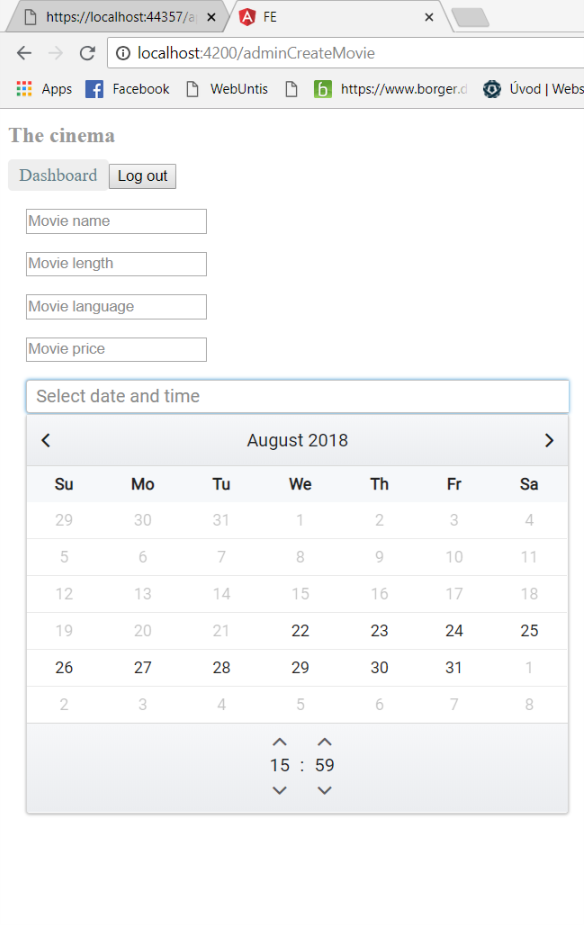 https://localhost:44357/a
FE
localhost:4200/adminCreateMovie
Apps Facebook WebUntis https://www.borger.d Úvod | Webs
The cinema
Dashboard Log out
Movie name
Movie length
Movie language
Movie price
Select date and time
August 2018
Su Mo Tu We Th Fr Sa
29 30 31 1 2 3 4
5 6 7 8 9 10 11
12 13 14 15 16 17 18
19 20 21 22 23 24 25
26 27 28 29 30 31 1
2 3 4 5 6 7 8
15 : 59